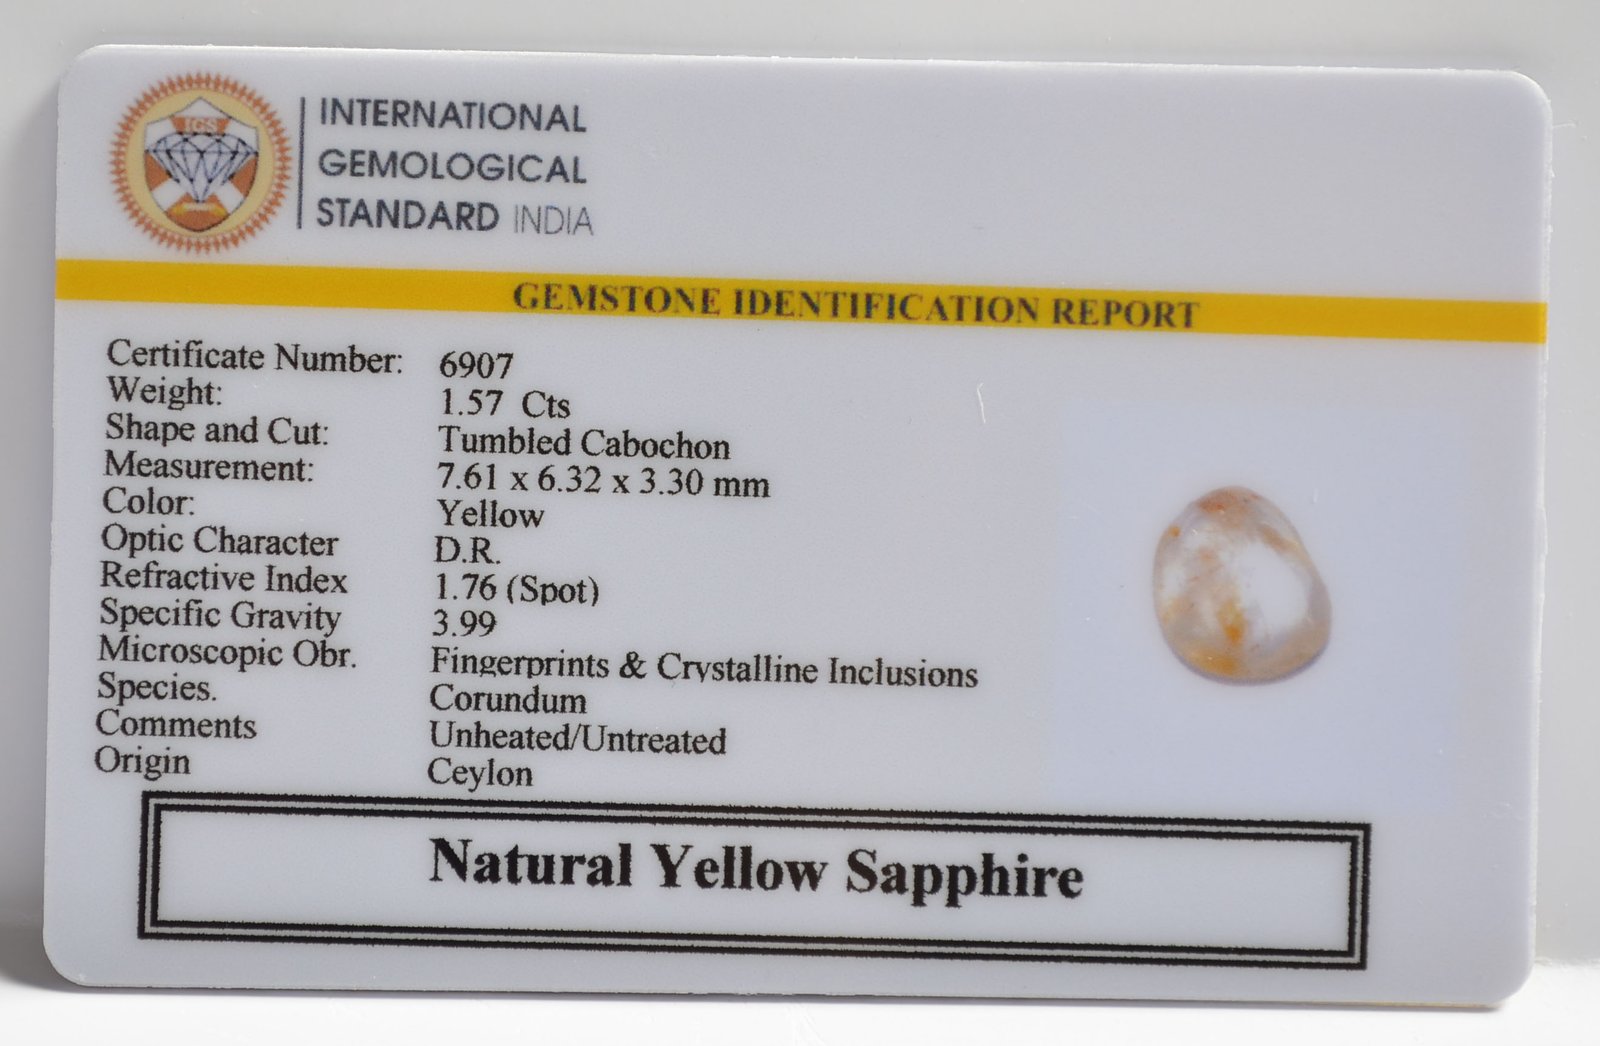 IGS
INTERNATIONAL
GEMOLOGICAL
STANDARD INDIA
GEMSTONE IDENTIFICATION REPORT
Certificate Number: 6907
Weight: 1.57 Cts
Shape and Cut: Tumbled Cabochon
Measurement: 7.61 x 6.32 x 3.30 mm
Color: Yellow
Optic Character D.R.
Refractive Index 1.76 (Spot)
Specific Gravity 3.99
Microscopic Obr. Fingerprints & Crystalline Inclusions
Species. Corundum
Comments Unheated/Untreated
Origin Ceylon
Natural Yellow Sapphire